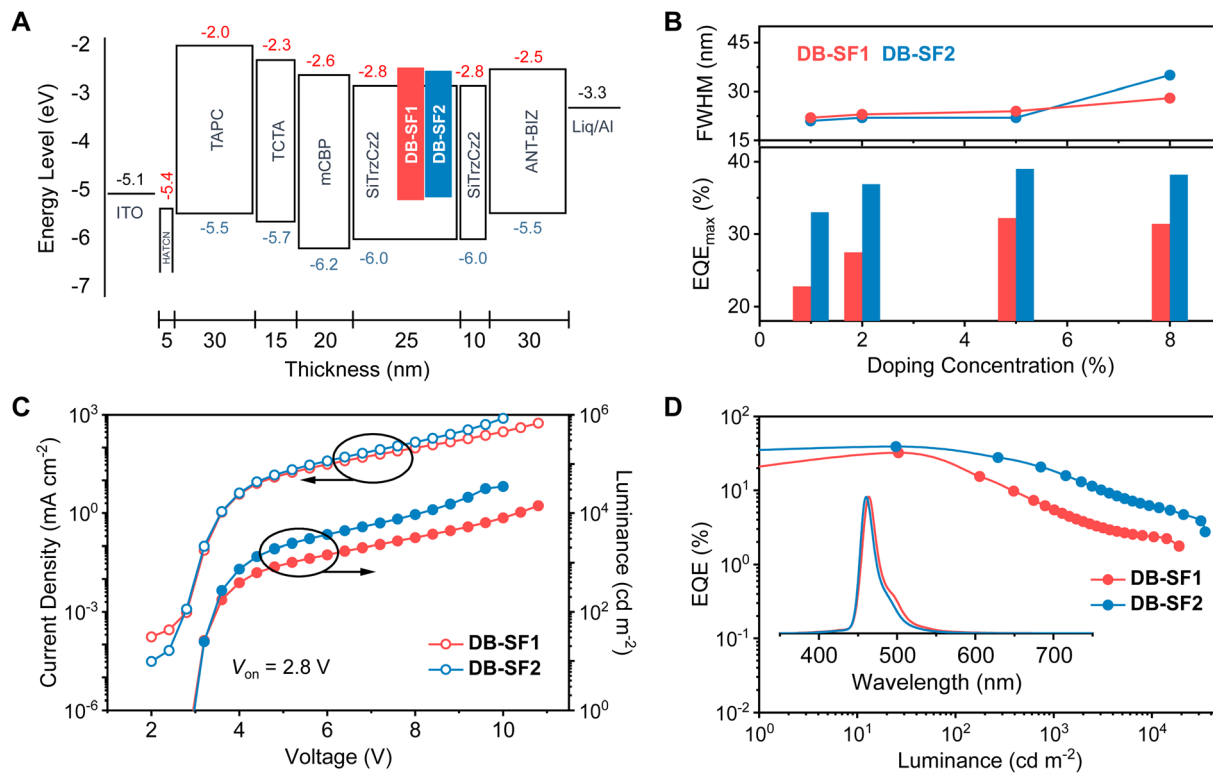 A
Energy Level (eV)
-2
-3
-4
-5
-6
-7
-5.1
ITO
-5.4
HATCN
-2.0
TAPC
-5.5
-2.3
TCTA
-5.7
-2.6
mCBP
-6.2
-2.8
SiTrzCz2
-6.0
DB-SF1
DB-SF2
-2.8
SiTrzCz2
-6.0
-2.5
ANT-BIZ
-5.5
-3.3
Liq/Al
5 30 15 20 25 10 30
Thickness (nm)
B
FWHM (nm)
45
30
15
DB-SF1 DB-SF2
EQEmax (%)
40
30
20
0 2 4 6 8
Doping Concentration (%)
C
Current Density (mA cm-2)
10³
10⁰
10⁻³
10⁻⁶
Luminance (cd m-2)
10⁶
10⁴
10²
10⁰
Von = 2.8 V
DB-SF1
DB-SF2
2 4 6 8 10
Voltage (V)
D
EQE (%)
10²
10¹
10⁰
10⁻¹
10⁻²
DB-SF1
DB-SF2
400 500 600 700
Wavelength (nm)
10⁰ 10¹ 10² 10³ 10⁴
Luminance (cd m-2)